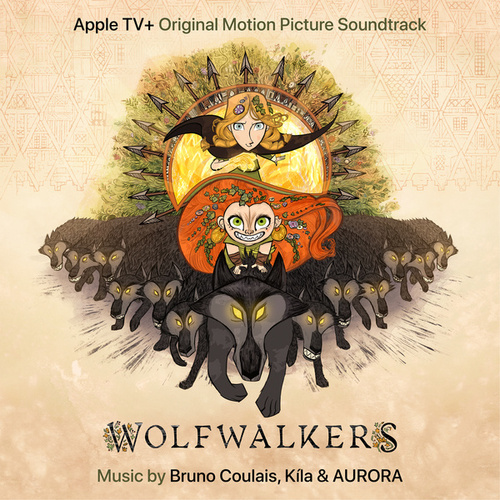 Apple TV+ Original Motion Picture Soundtrack
WOLFWALKERS
Music by Bruno Coulais, Kíla & AURORA